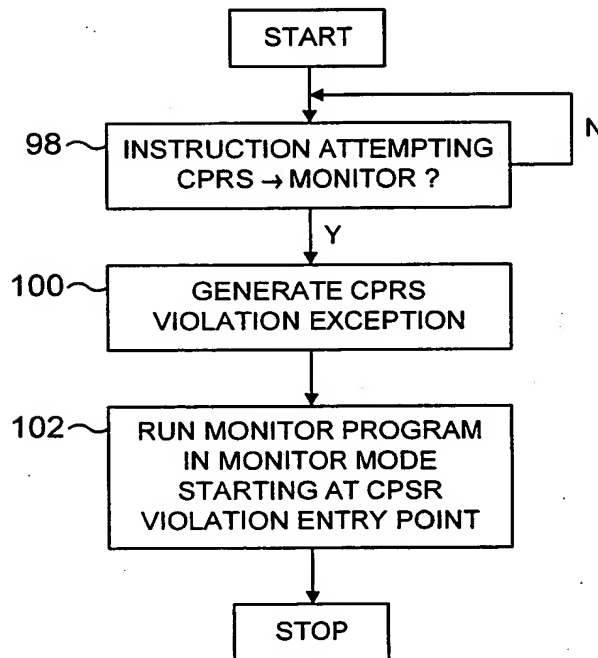 START
N
98
INSTRUCTION ATTEMPTING
CPRS → MONITOR ?
Y
100
GENERATE CPRS
VIOLATION EXCEPTION
102
RUN MONITOR PROGRAM
IN MONITOR MODE
STARTING AT CPSR
VIOLATION ENTRY POINT
STOP